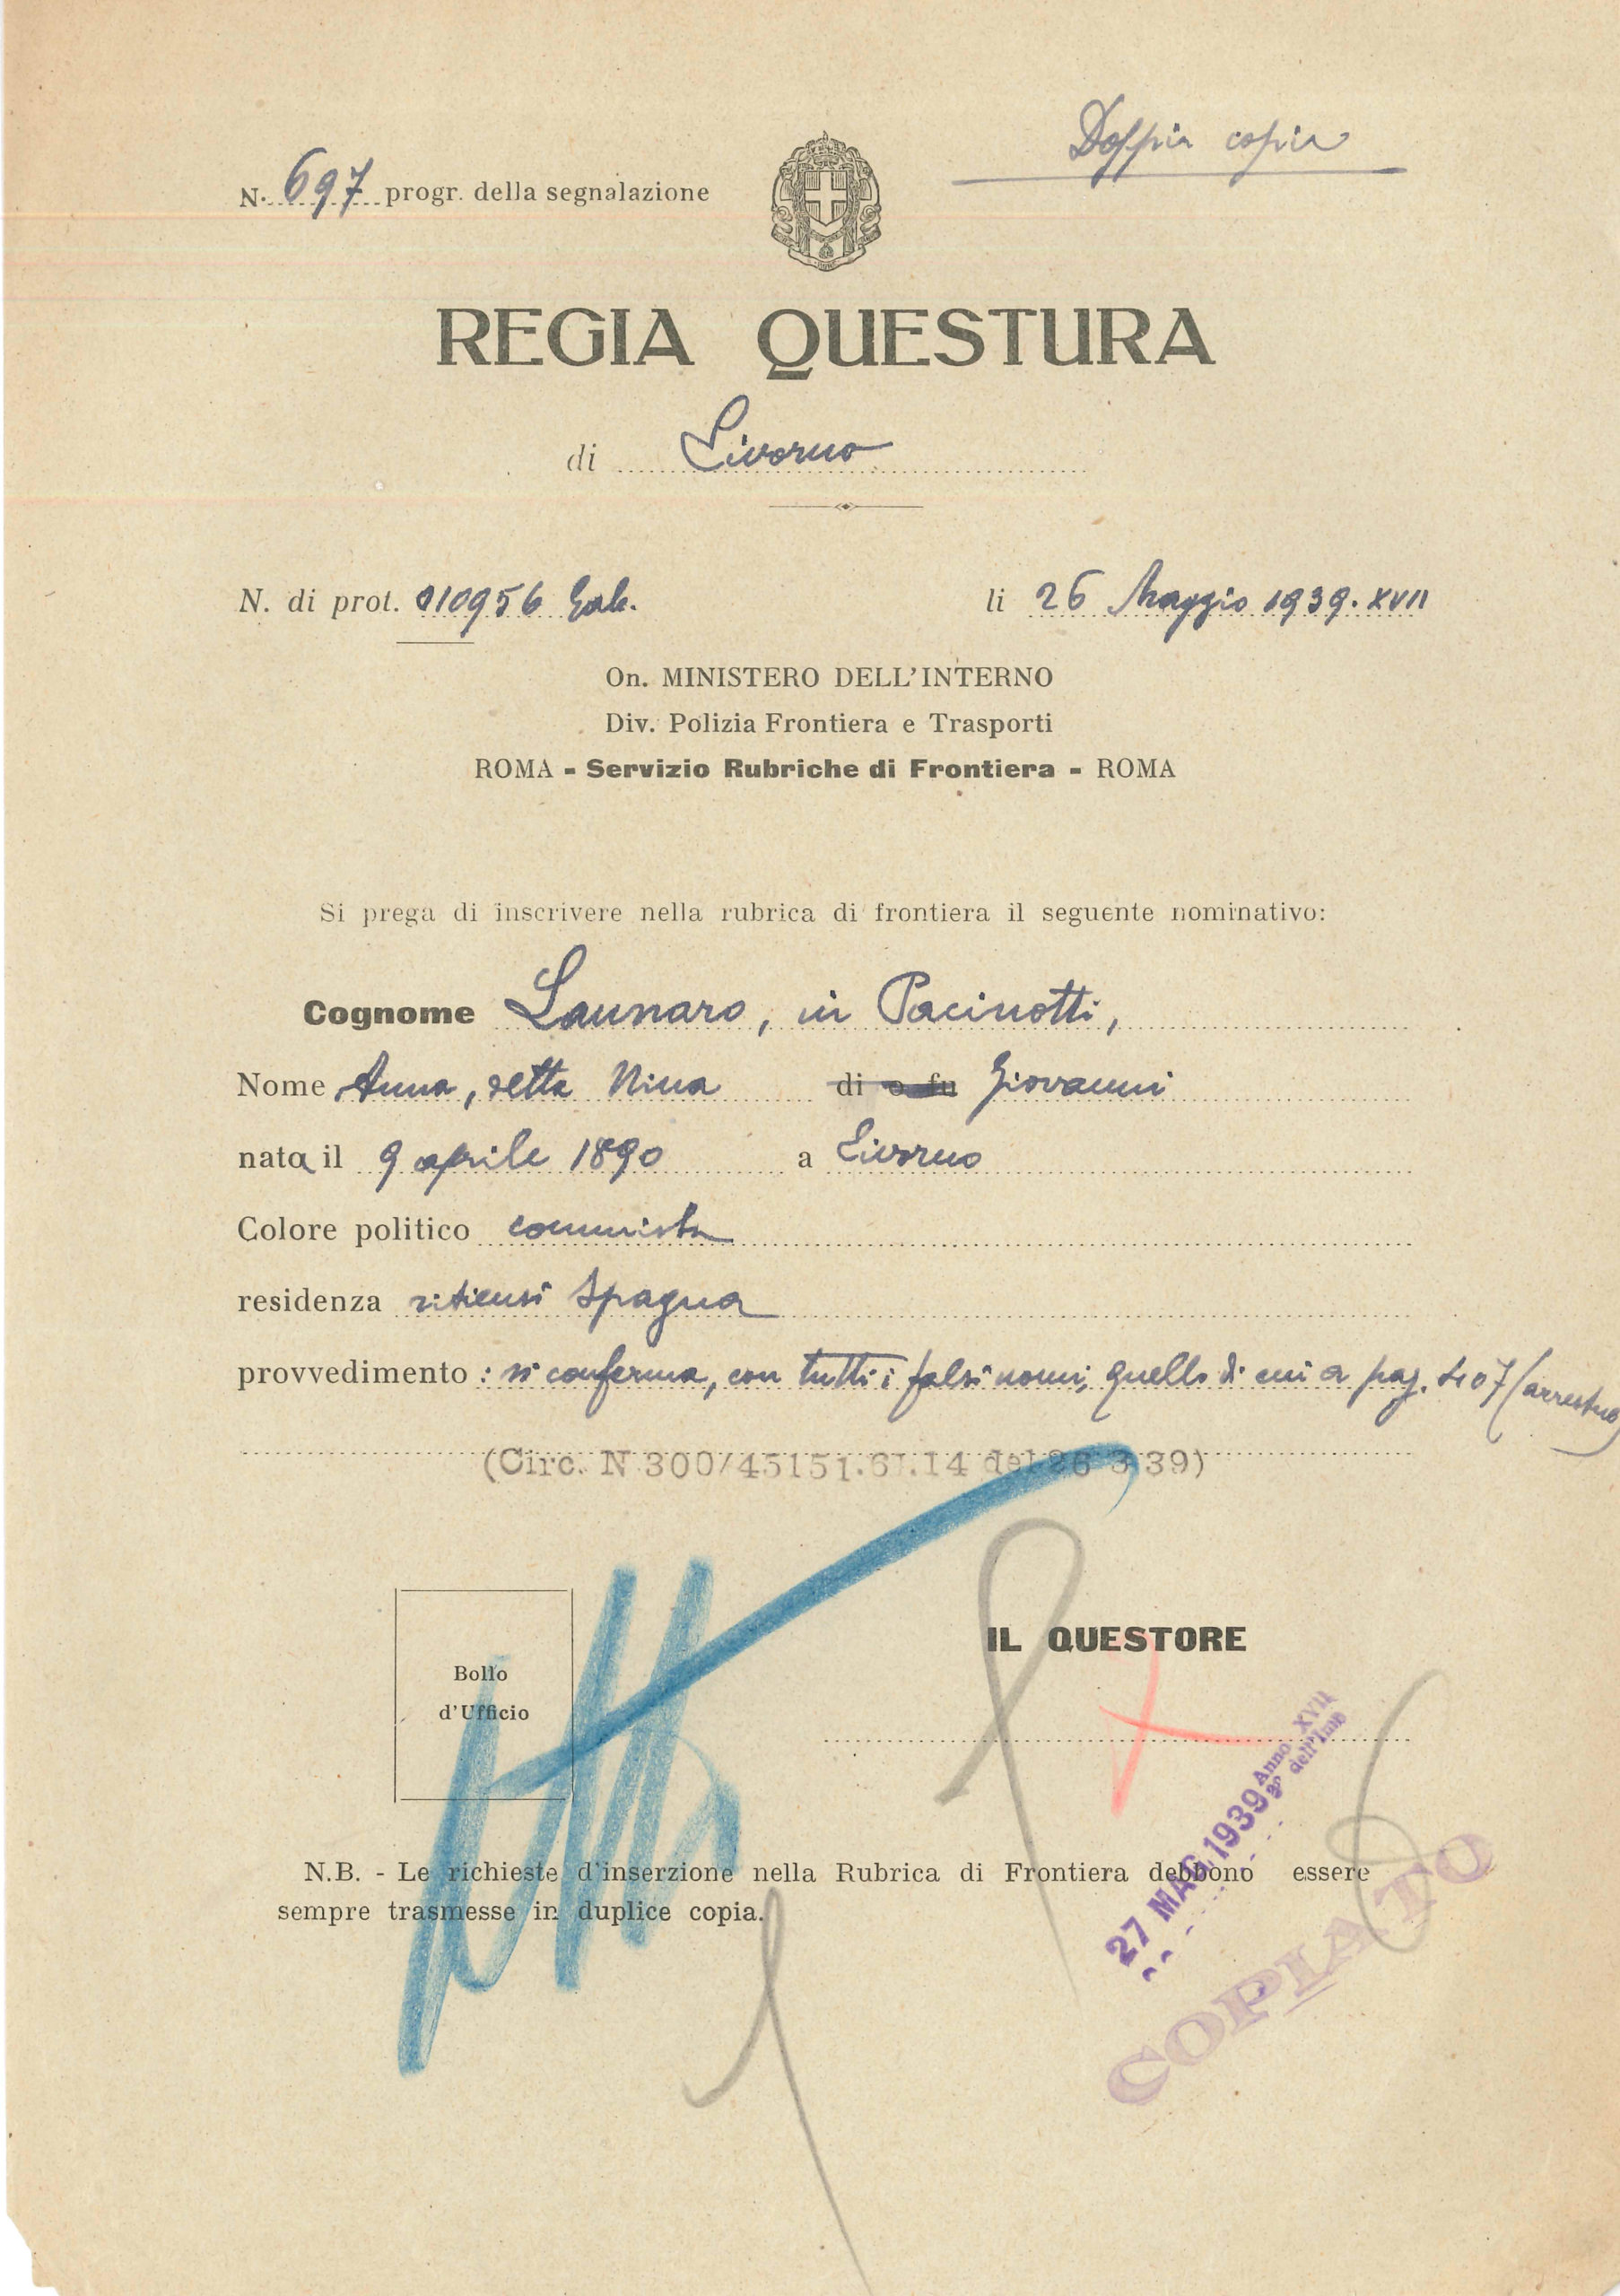 Doppia copia
N. 697 progr. della segnalazione
REGIA QUESTURA
di Livorno
N. di prot. 010956 Gab. li 26 Maggio 1939. XVII
On. MINISTERO DELL'INTERNO
Div. Polizia Frontiera e Trasporti
ROMA - Servizio Rubriche di Frontiera - ROMA
Si prega di inscrivere nella rubrica di frontiera il seguente nominativo:
Cognome Launaro, in Pacinotti,
Nome Anna, detta Nina di o fu Giovanni
nata il 9 aprile 1890 a Livorno
Colore politico comunista
residenza ritiensi Spagna
provvedimento : si conferma, con tutti i falsi nomi, quello di cui a pag. 407 (arrestare)
(Circ. N 300/45151.61.14 del 26 3 39)
Bollo
d'Ufficio
IL QUESTORE
27 MAG. 1939 Anno XVII
dell'Imp
N.B. - Le richieste d'inserzione nella Rubrica di Frontiera debbono essere
sempre trasmesse in duplice copia.
COPIATO